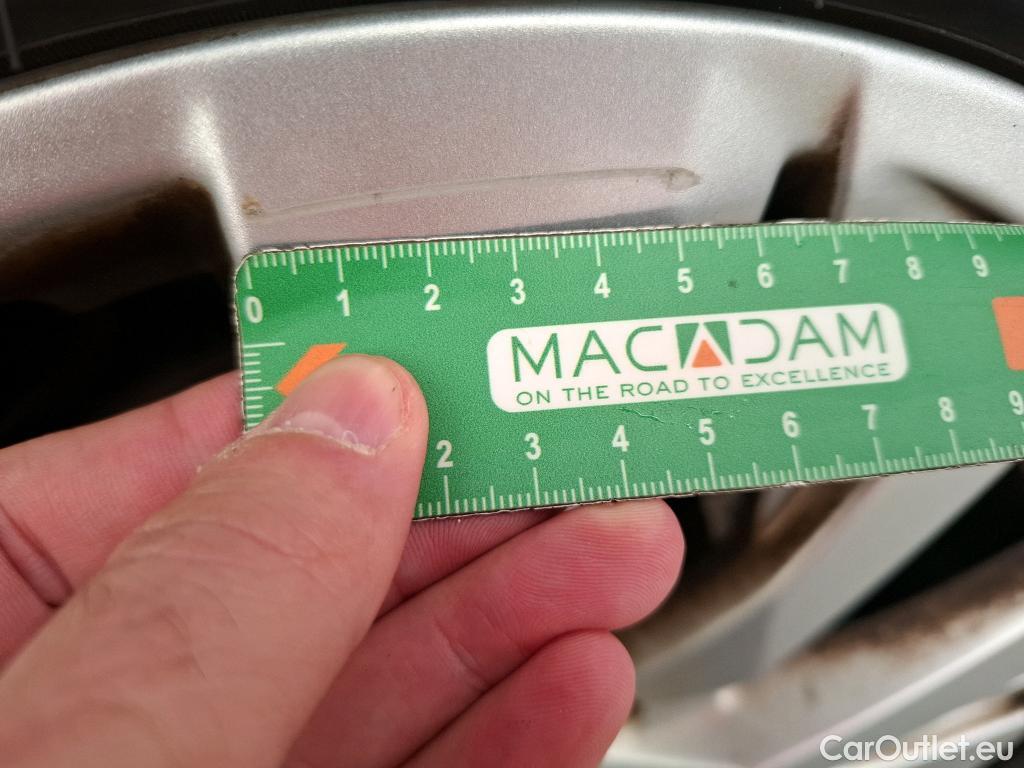 0 1 2 3 4 5 6 7 8 9
MACADAM
ON THE ROAD TO EXCELLENCE
2 3 4 5 6 7 8 9
CarOutlet.eu